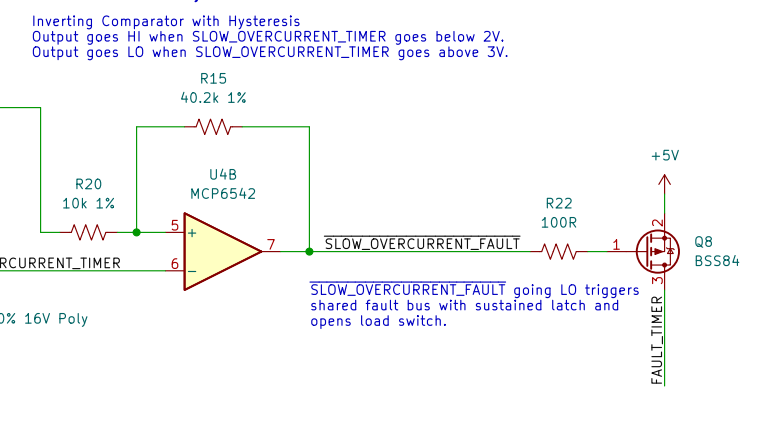 Inverting Comparator with Hysteresis
Output goes HI when SLOW_OVERCURRENT_TIMER goes below 2V.
Output goes LO when SLOW_OVERCURRENT_TIMER goes above 3V.
R15
40.2k 1%
+5V
U4B
MCP6542
R20
10k 1%
R22
100R
5
+
7
SLOW_OVERCURRENT_FAULT
1
2
Q8
BSS84
RCURRENT_TIMER
6
−
3
SLOW_OVERCURRENT_FAULT going LO triggers
shared fault bus with sustained latch and
opens load switch.
0% 16V Poly
FAULT_TIMER